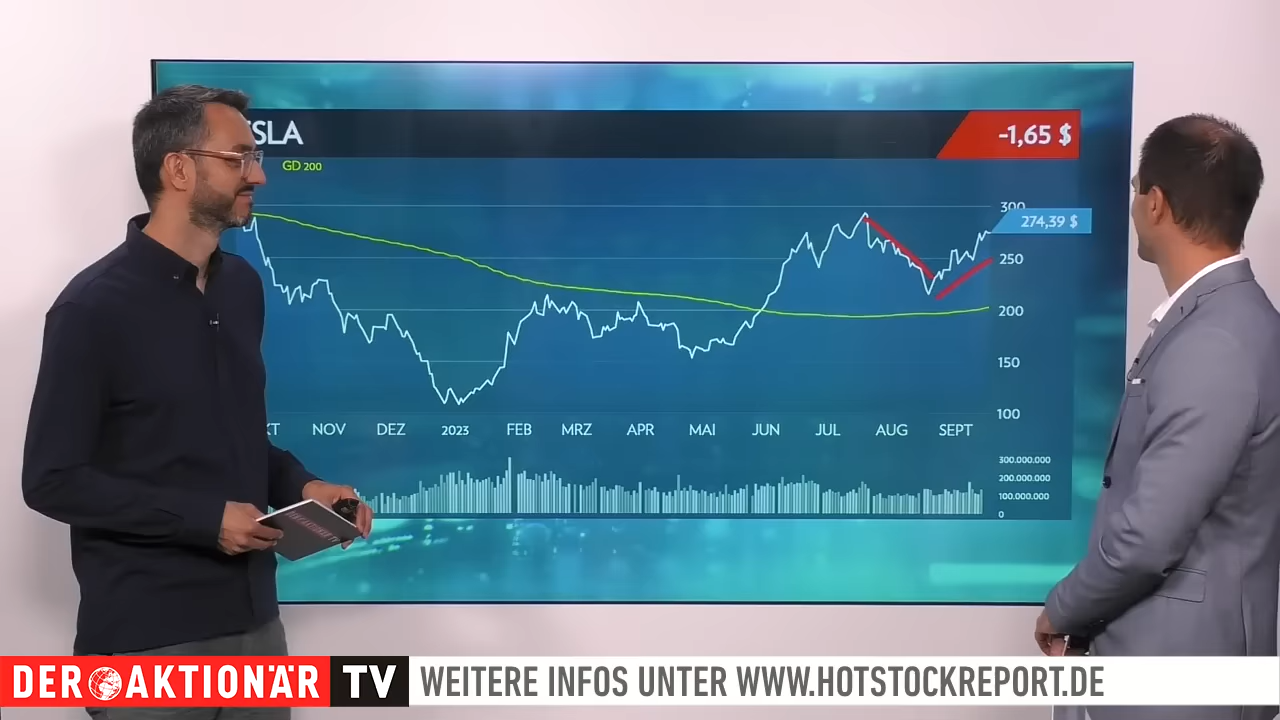 SLA
-1,65 $
GD 200
300
274,39 $
250
200
150
100
KT NOV DEZ 2023 FEB MRZ APR MAI JUN JUL AUG SEPT
300.000.000
200.000.000
100.000.000
0
DER AKTIONÄR TV WEITERE INFOS UNTER WWW.HOTSTOCKREPORT.DE